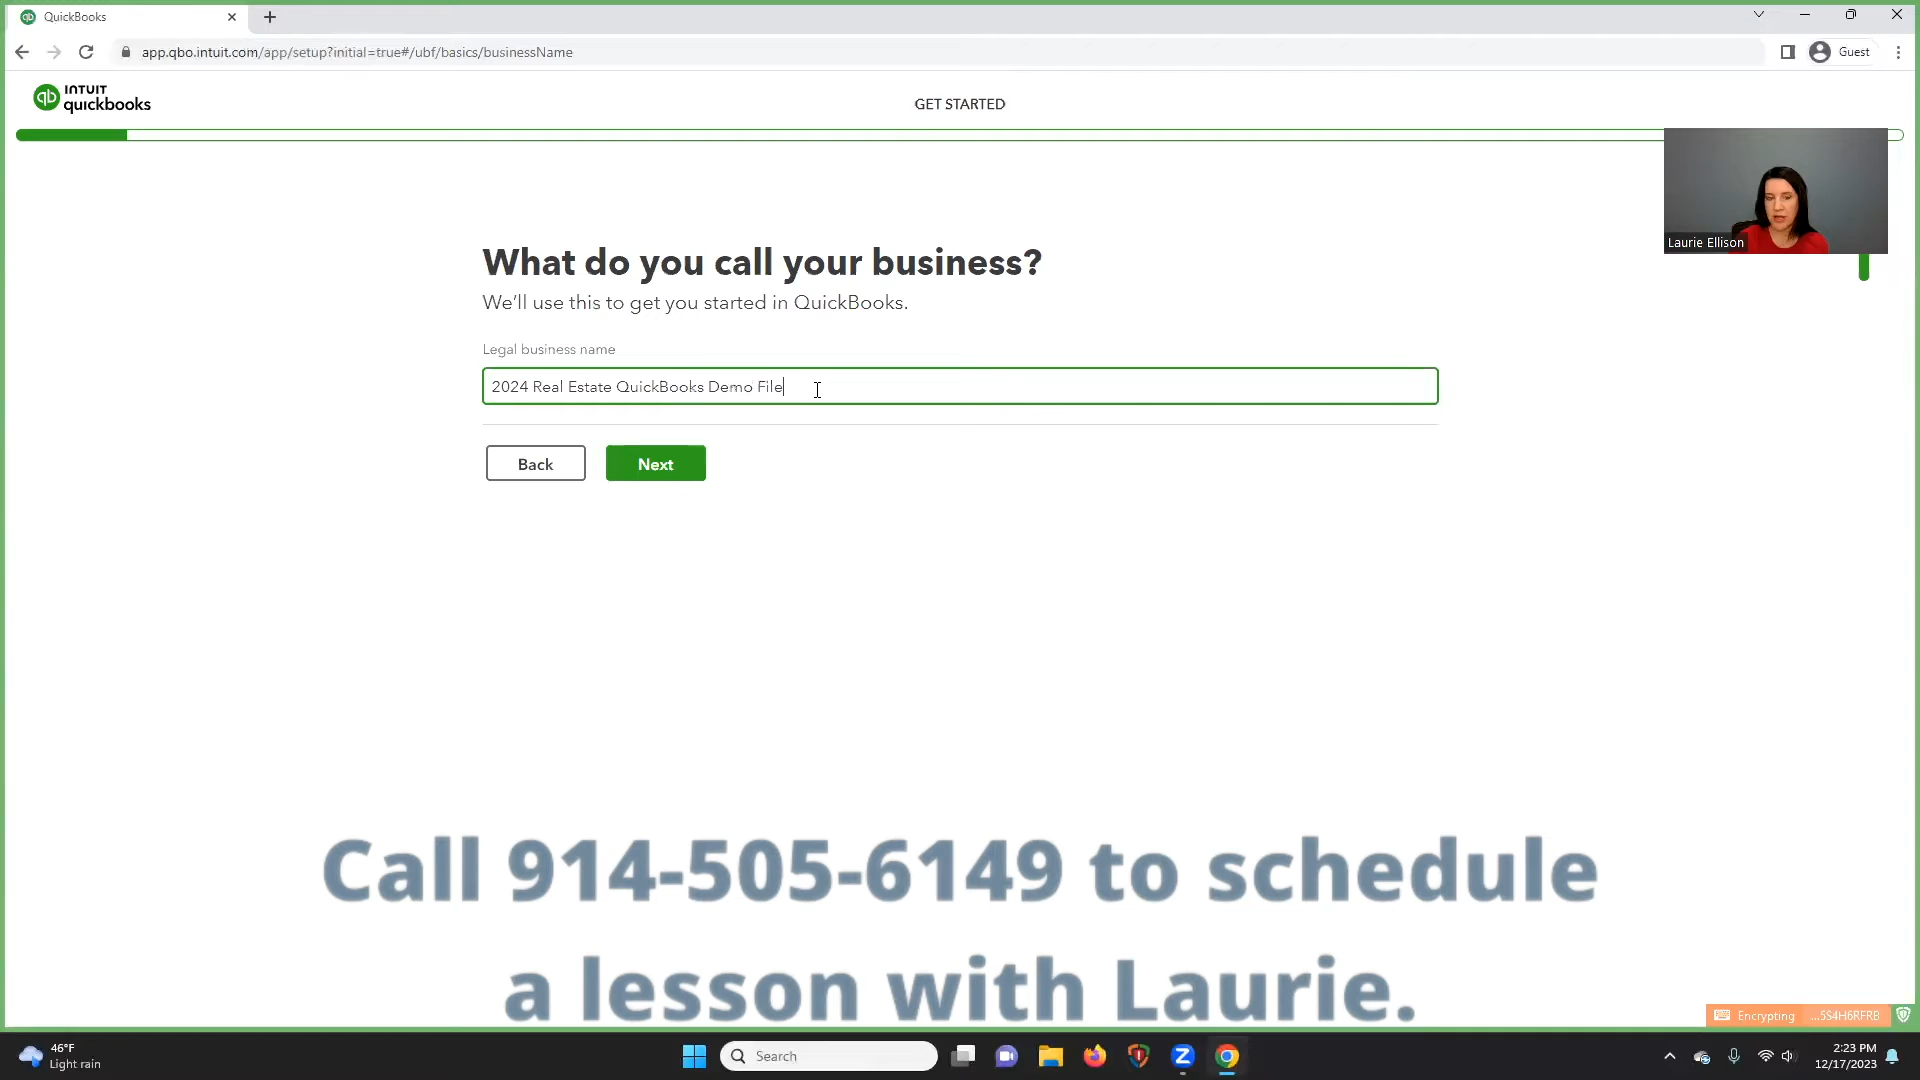 QuickBooks
app.qbo.intuit.com/app/setup?initial=true#/ubf/basics/businessName
Guest
INTUIT
quickbooks
GET STARTED
Laurie Ellison
What do you call your business?
We'll use this to get you started in QuickBooks.
Legal business name
2024 Real Estate QuickBooks Demo File
Back
Next
Call 914-505-6149 to schedule
a lesson with Laurie.
Encrypting ...5S4H6RFRB
46°F
Light rain
Search
2:23 PM
12/17/2023